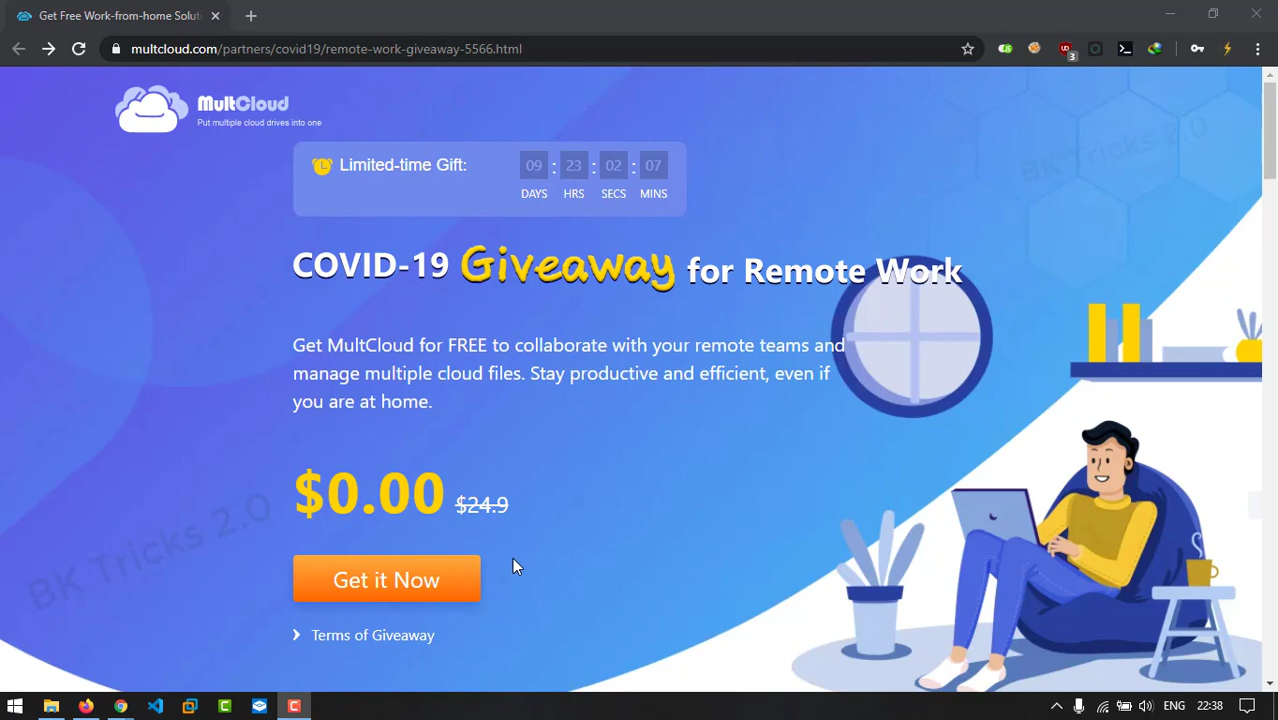 Get Free Work-from-home Soluti
multcloud.com/partners/covid19/remote-work-giveaway-5566.html
3
MultCloud
Put multiple cloud drives into one
Limited-time Gift:
09 : 23 : 02 : 07
DAYS HRS SECS MINS
BK Tricks 2.0
COVID-19 Giveaway for Remote Work
Get MultCloud for FREE to collaborate with your remote teams and
manage multiple cloud files. Stay productive and efficient, even if
you are at home.
$0.00 $24.9
BK Tricks 2.0
Get it Now
Terms of Giveaway
ENG 22:38